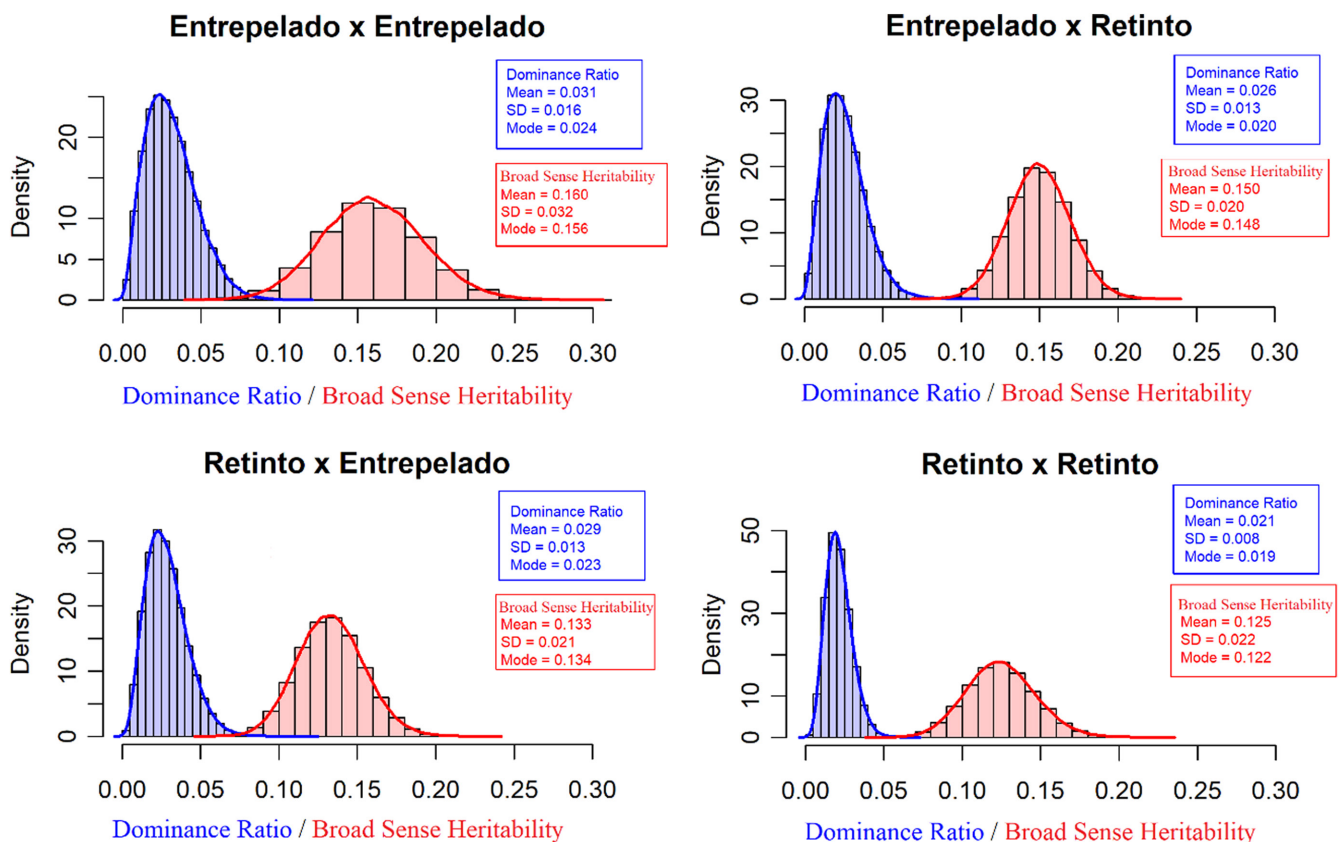 Entrepelado x Entrepelado
Dominance Ratio
Mean = 0.031
SD = 0.016
Mode = 0.024
Broad Sense Heritability
Mean = 0.160
SD = 0.032
Mode = 0.156
Density
20
10
5
0
0.00 0.05 0.10 0.15 0.20 0.25 0.30
Dominance Ratio / Broad Sense Heritability
Entrepelado x Retinto
Dominance Ratio
Mean = 0.026
SD = 0.013
Mode = 0.020
Broad Sense Heritability
Mean = 0.150
SD = 0.020
Mode = 0.148
Density
30
20
10
0
0.00 0.05 0.10 0.15 0.20 0.25 0.30
Dominance Ratio / Broad Sense Heritability
Retinto x Entrepelado
Dominance Ratio
Mean = 0.029
SD = 0.013
Mode = 0.023
Broad Sense Heritability
Mean = 0.133
SD = 0.021
Mode = 0.134
Density
30
20
10
0
0.00 0.05 0.10 0.15 0.20 0.25 0.30
Dominance Ratio / Broad Sense Heritability
Retinto x Retinto
Dominance Ratio
Mean = 0.021
SD = 0.008
Mode = 0.019
Broad Sense Heritability
Mean = 0.125
SD = 0.022
Mode = 0.122
Density
50
30
10
0
0.00 0.05 0.10 0.15 0.20 0.25 0.30
Dominance Ratio / Broad Sense Heritability